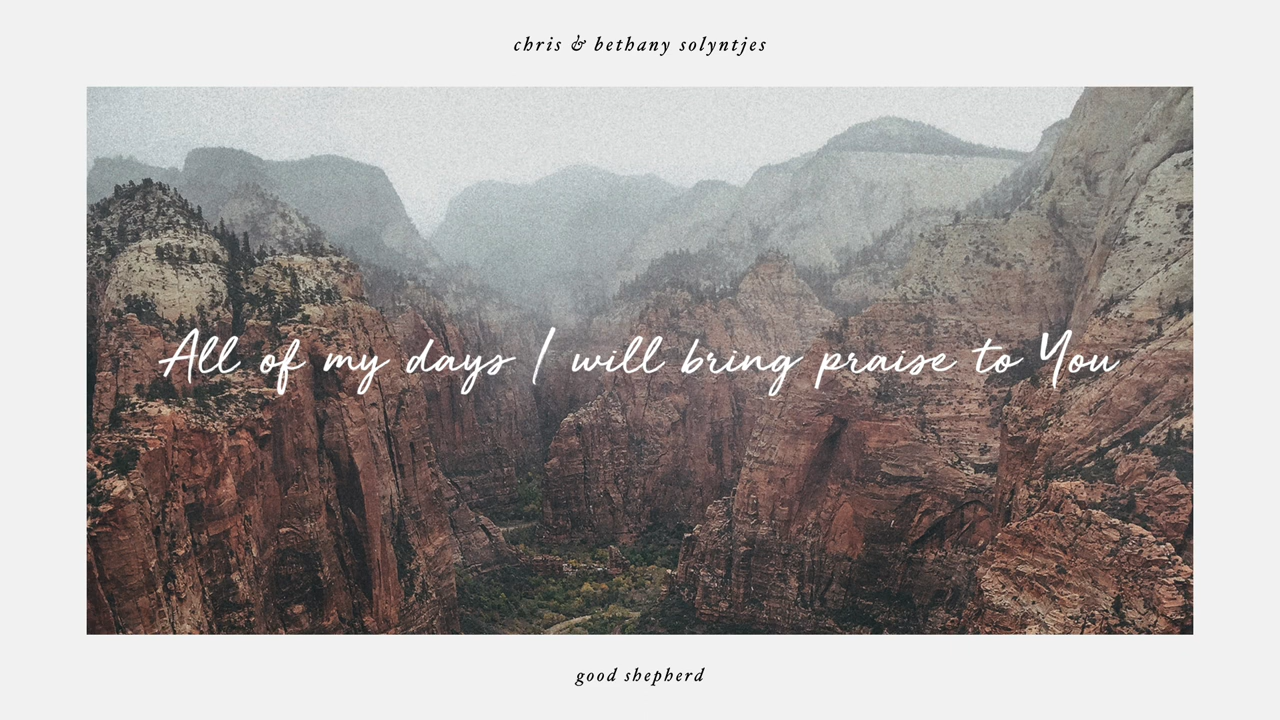 chris & bethany solyntjes
All of my days I will bring praise to You
good shepherd